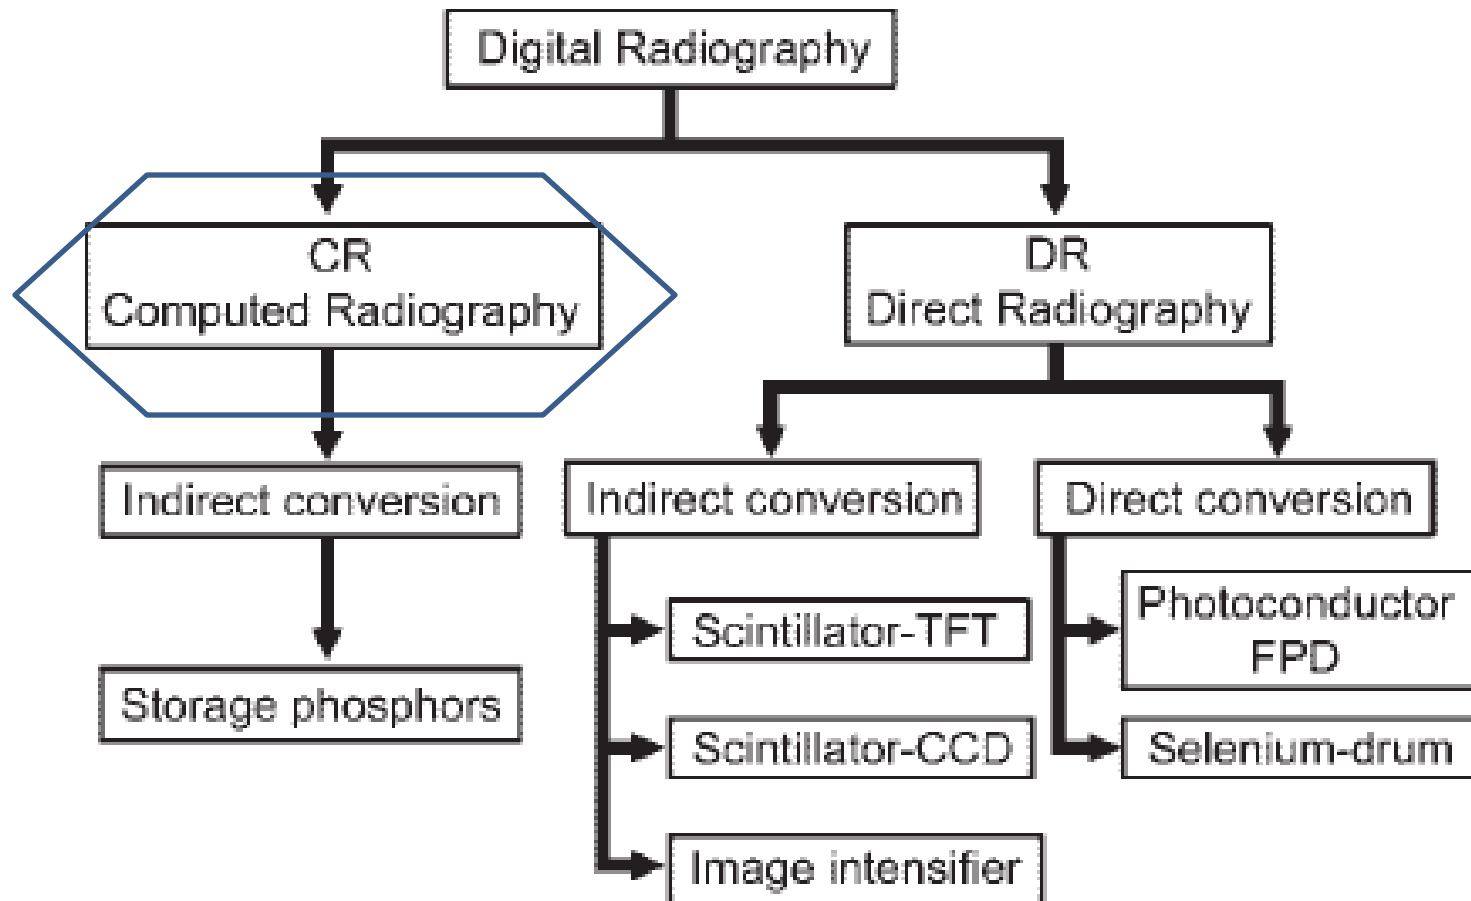 Digital Radiography
CR
Computed Radiography
DR
Direct Radiography
Indirect conversion
Indirect conversion
Direct conversion
Storage phosphors
Scintillator-TFT
Scintillator-CCD
Image intensifier
Photoconductor
FPD
Selenium-drum